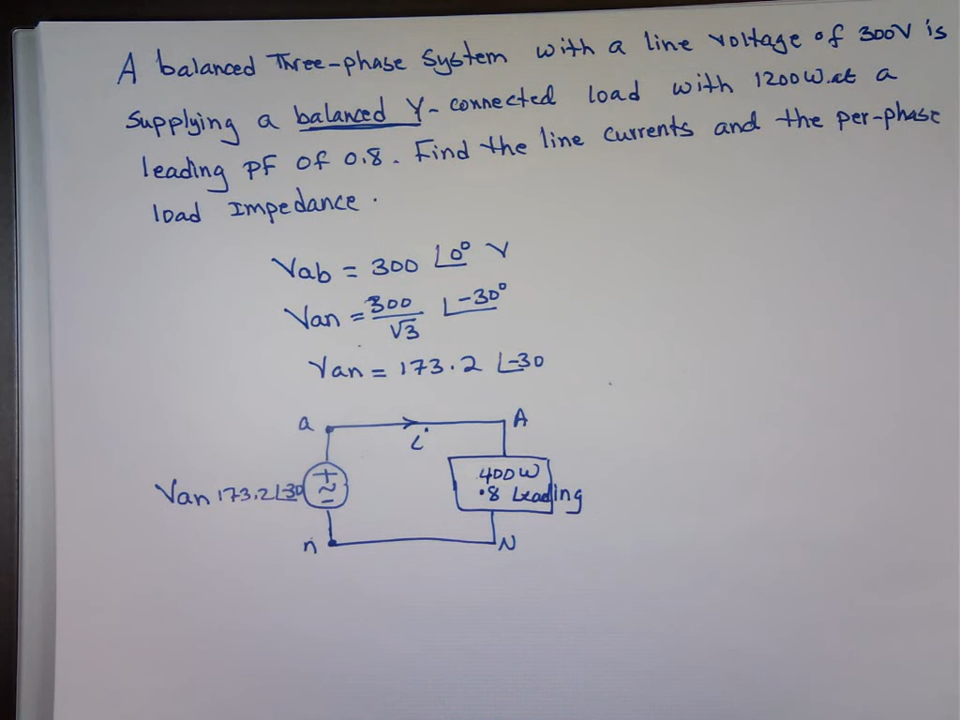 A balanced Three-phase System with a line voltage of 300V is
Supplying a balanced Y-connected load with 1200W.at a
leading pF of 0.8. Find the line currents and the per-phase
load Impedance.
Vab = 300 ∠0° V
Van = 300/√3 ∠-30°
Van = 173.2 ∠-30
a
A
i
Van 173.2∠-30
+
~
-
400W
.8 Leading
n
N